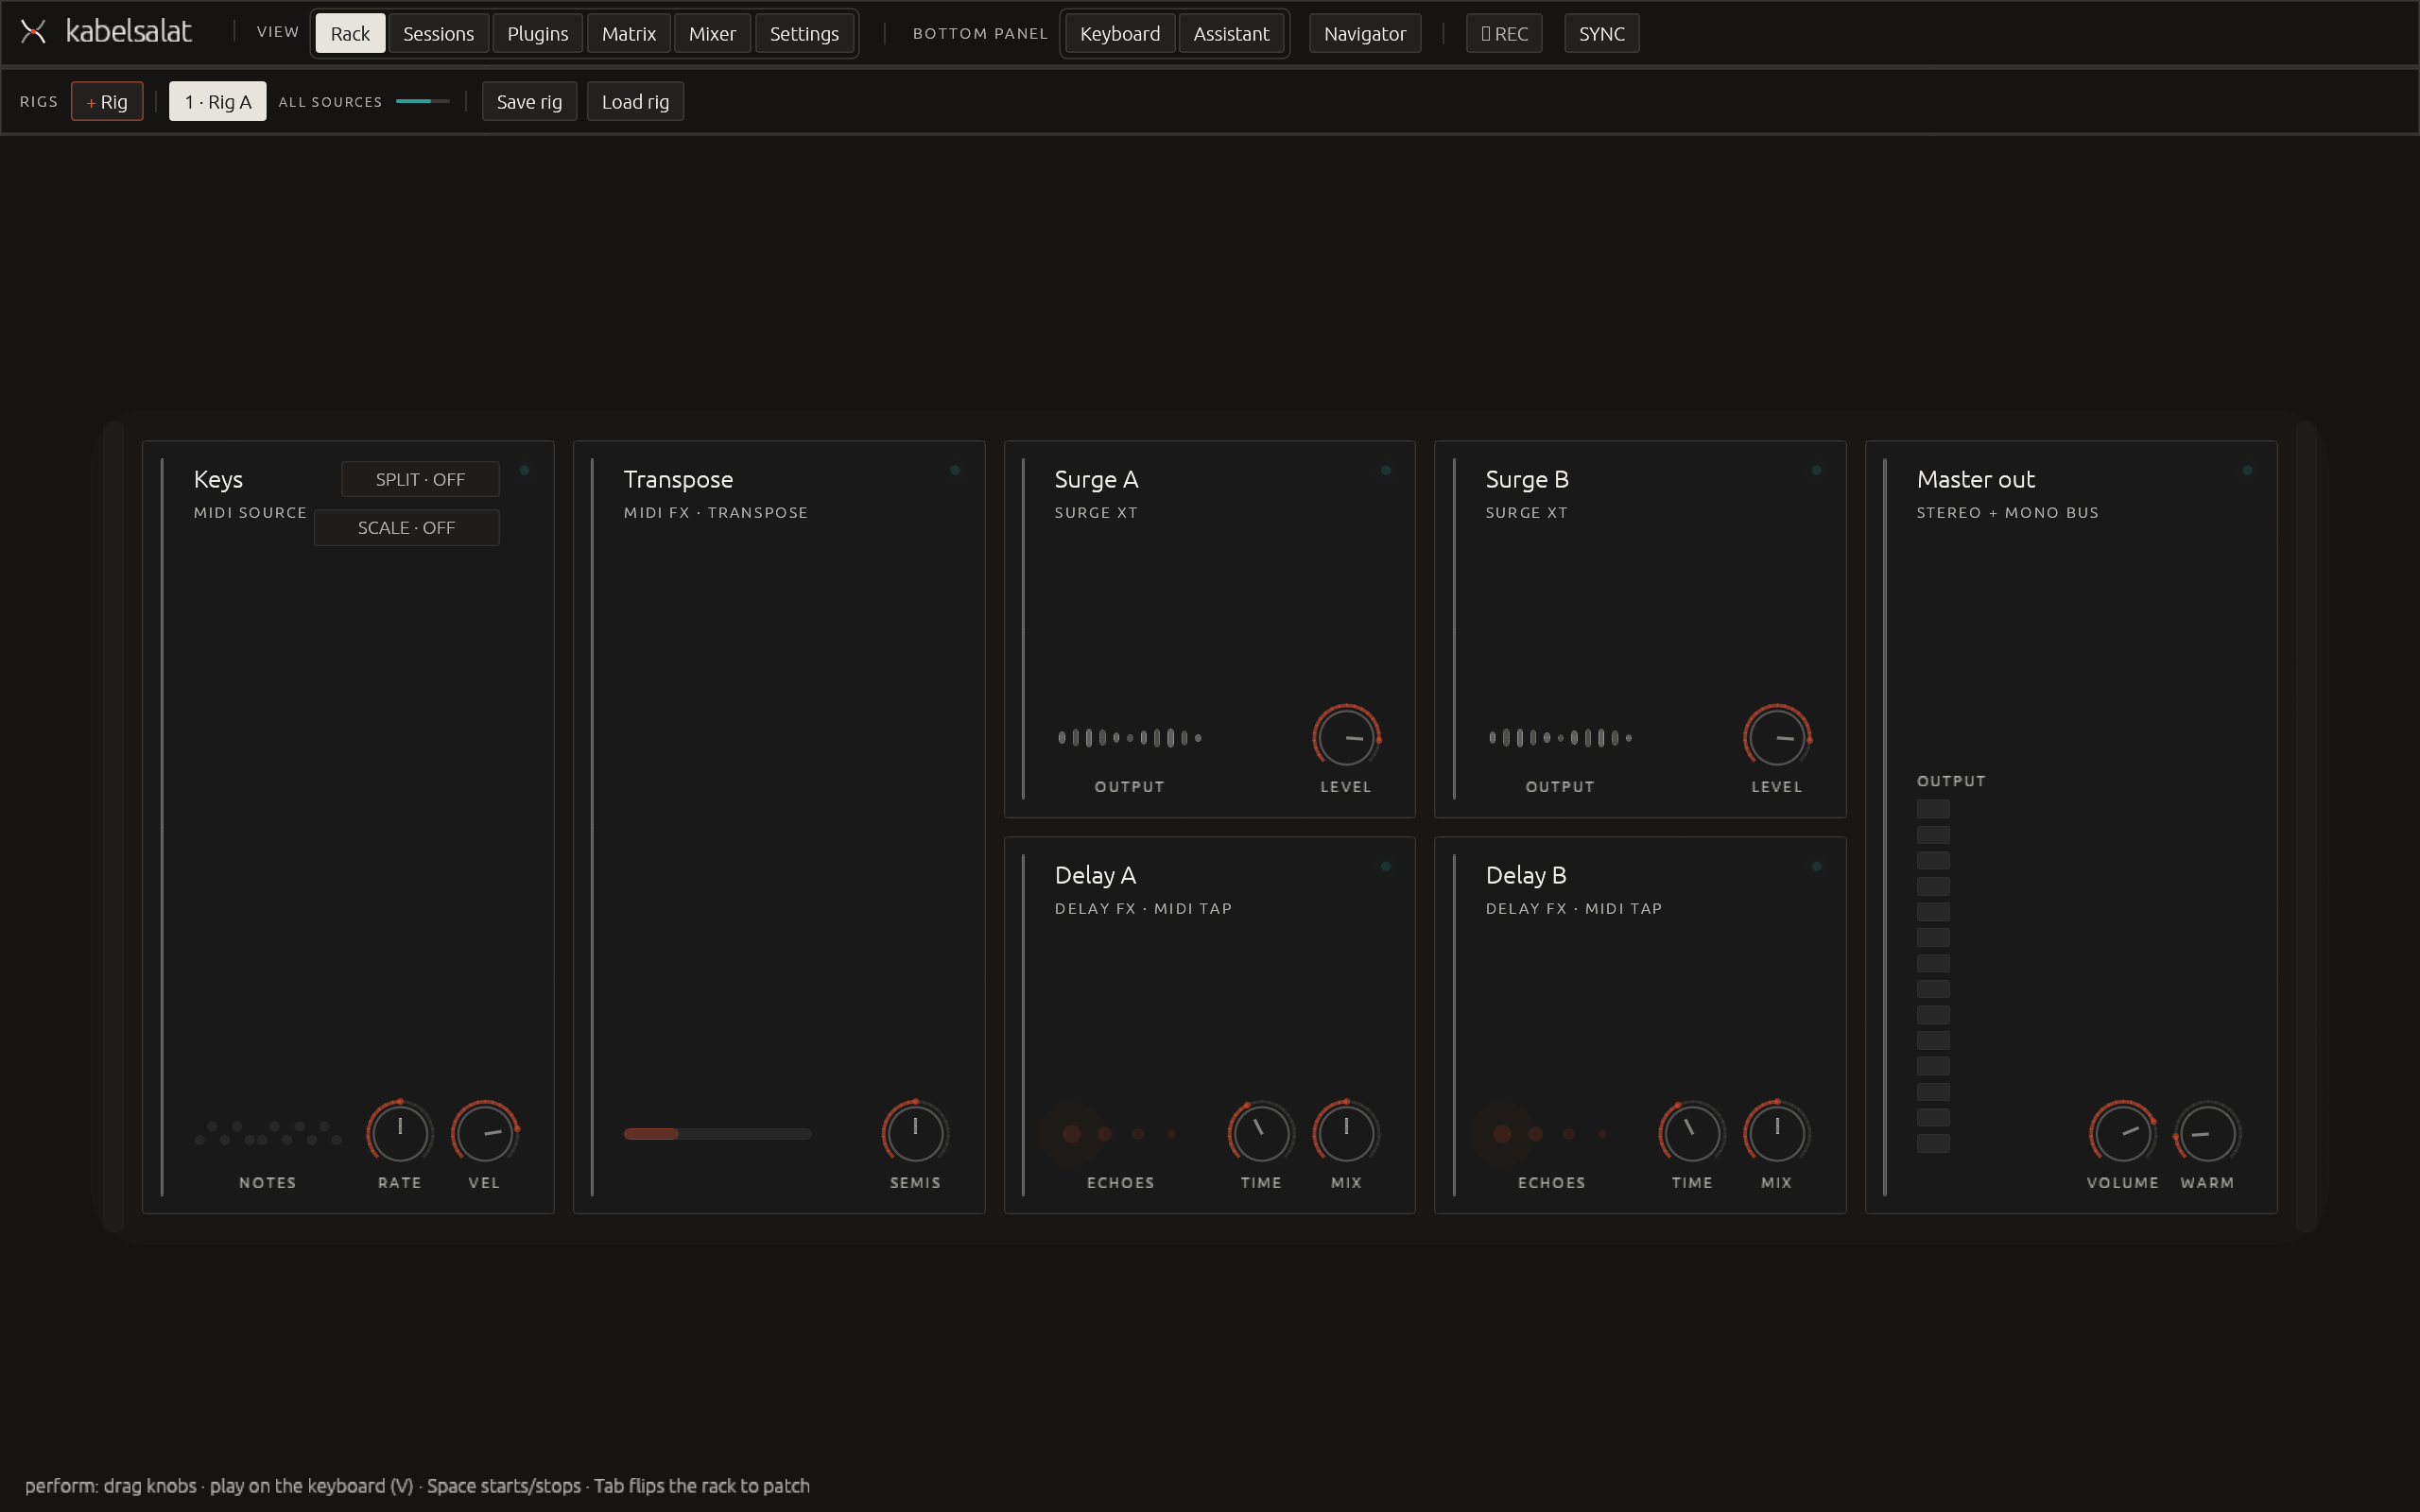 kabelsalat VIEW Rack Sessions Plugins Matrix Mixer Settings BOTTOM PANEL Keyboard Assistant Navigator REC SYNC
RIGS + Rig 1 · Rig A ALL SOURCES Save rig Load rig
Keys SPLIT · OFF
MIDI SOURCE
SCALE · OFF
NOTES RATE VEL
Transpose
MIDI FX · TRANSPOSE
SEMIS
Surge A
SURGE XT
OUTPUT LEVEL
Surge B
SURGE XT
OUTPUT LEVEL
Delay A
DELAY FX · MIDI TAP
ECHOES TIME MIX
Delay B
DELAY FX · MIDI TAP
ECHOES TIME MIX
Master out
STEREO + MONO BUS
OUTPUT
VOLUME WARM
perform: drag knobs · play on the keyboard (V) · Space starts/stops · Tab flips the rack to patch